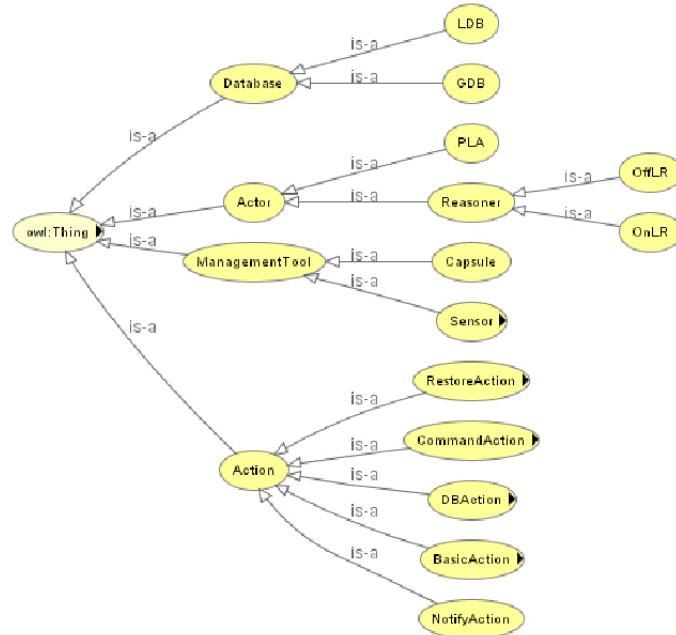 LDB
is-a
Database
is-a
GDB
is-a
PLA
is-a
is-a
OffLR
Actor
is-a
Reasoner
is-a
owl:Thing
is-a
OnLR
is-a
ManagementTool
is-a
Capsule
is-a
Sensor
is-a
RestoreAction
is-a
CommandAction
is-a
Action
is-a
DBAction
is-a
BasicAction
is-a
NotifyAction